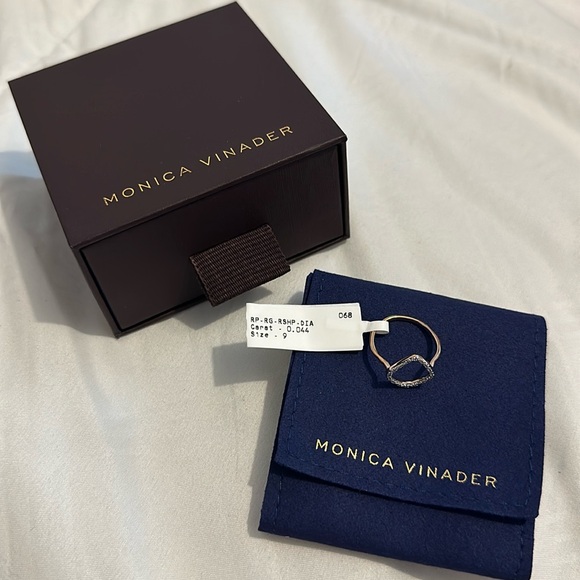 MONICA VINADER
RP-RG-RSHP-DIA 068
Carat - 0.044
Size - 9
MONICA VINADER